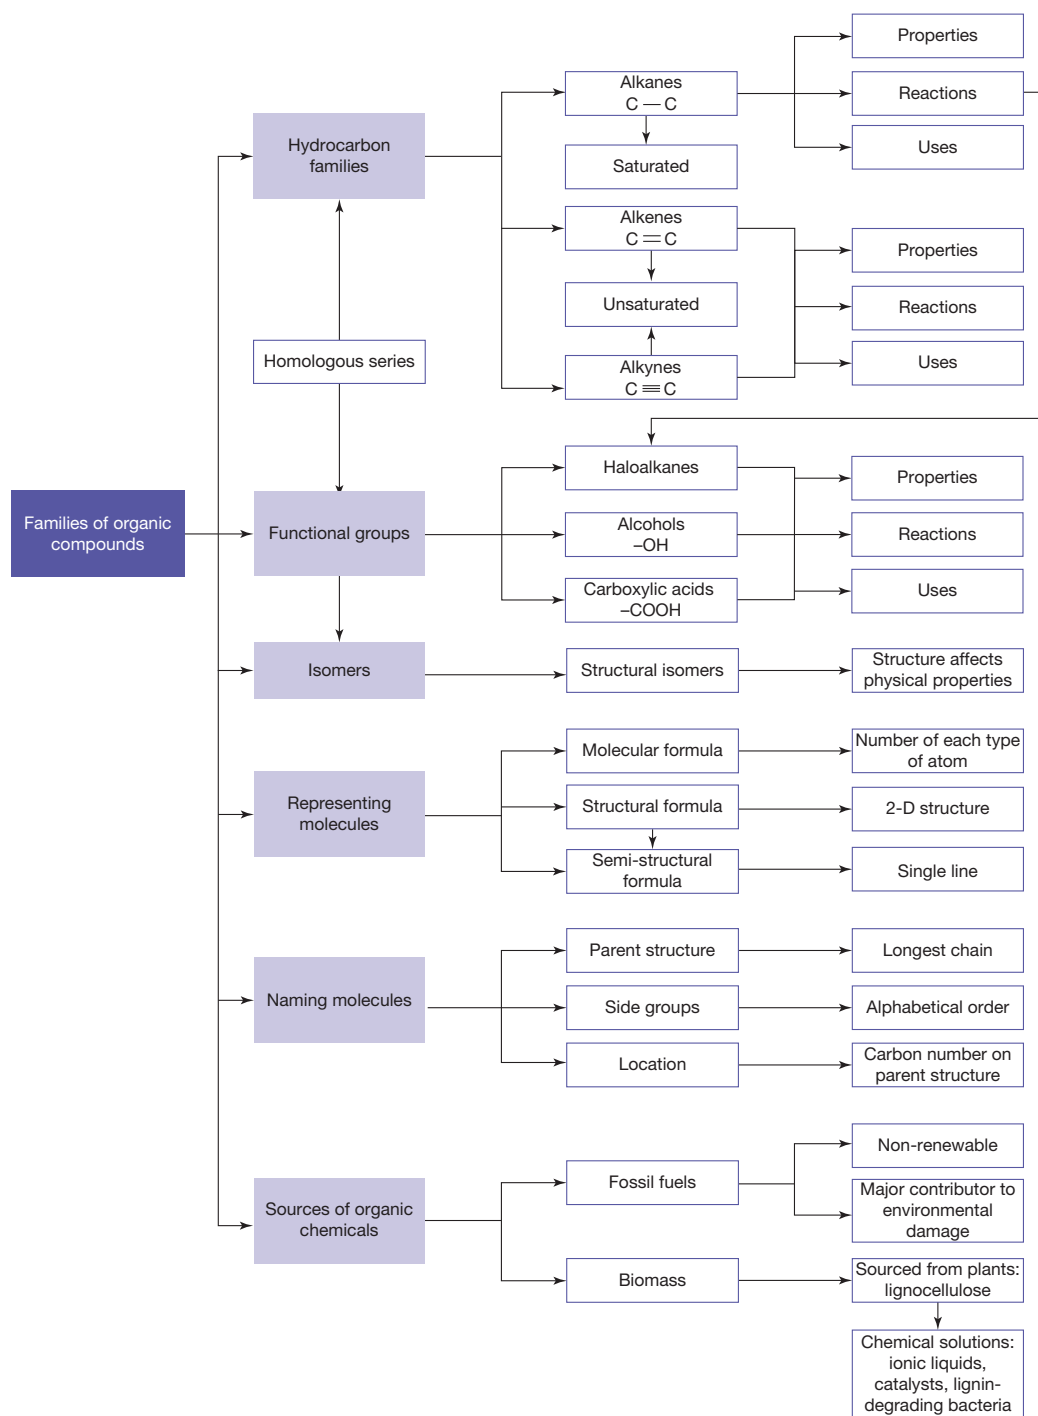 Families of organic
compounds
Hydrocarbon
families
Alkanes
C — C
Saturated
Properties
Reactions
Uses
Alkenes
C = C
Unsaturated
Alkynes
C ≡ C
Properties
Reactions
Uses
Homologous series
Functional groups
Haloalkanes
Alcohols
–OH
Carboxylic acids
–COOH
Properties
Reactions
Uses
Isomers
Structural isomers
Structure affects
physical properties
Representing
molecules
Molecular formula
Number of each type
of atom
Structural formula
2-D structure
Semi-structural
formula
Single line
Naming molecules
Parent structure
Longest chain
Side groups
Alphabetical order
Location
Carbon number on
parent structure
Sources of organic
chemicals
Fossil fuels
Non-renewable
Major contributor to
environmental
damage
Biomass
Sourced from plants:
lignocellulose
Chemical solutions:
ionic liquids,
catalysts, lignin-
degrading bacteria